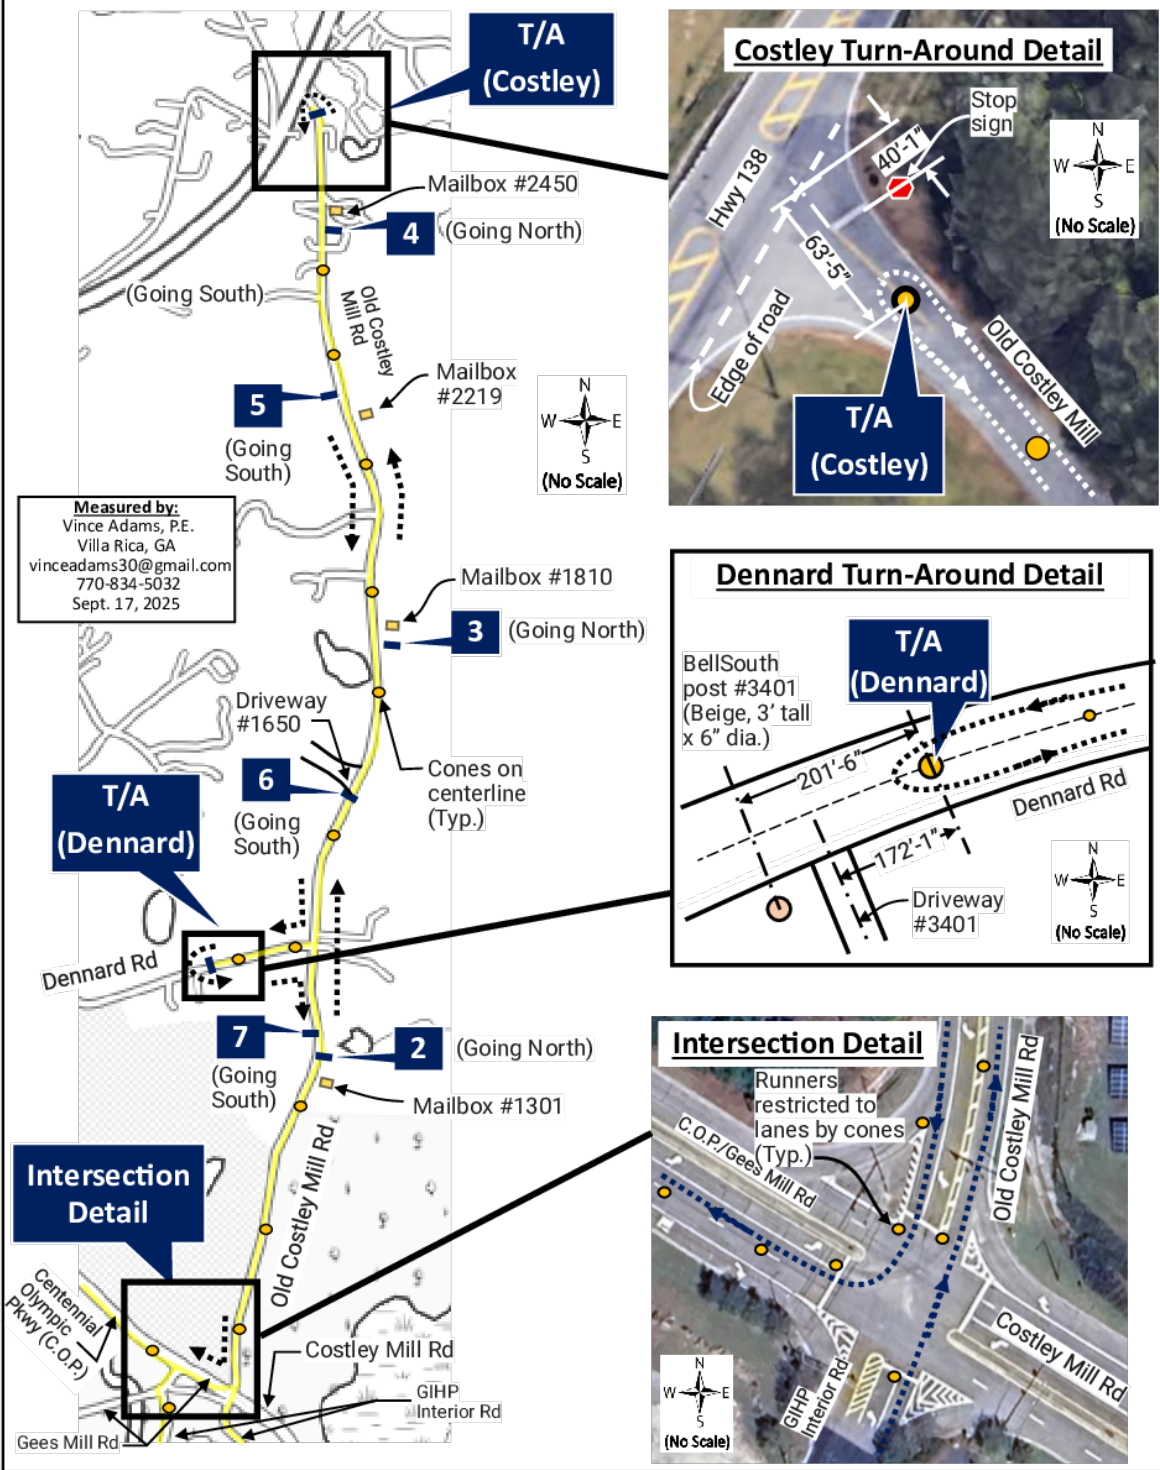 T/A
(Costley)
Mailbox #2450
4
(Going North)
(Going South)
Old Costley
Mill Rd
Mailbox
#2219
5
(Going
South)
N
W E
S
(No Scale)
Measured by:
Vince Adams, P.E.
Villa Rica, GA
vinceadams30@gmail.com
770-834-5032
Sept. 17, 2025
Mailbox #1810
3
(Going North)
Driveway
#1650
6
(Going
South)
Cones on
centerline
(Typ.)
T/A
(Dennard)
Dennard Rd
7
(Going
South)
2
(Going North)
Mailbox #1301
Intersection
Detail
Old Costley Mill Rd
Centennial
Olympic
Pkwy (C.O.P.)
Costley Mill Rd
GIHP
Interior Rd
Gees Mill Rd
Costley Turn-Around Detail
Stop
sign
40'-1"
Hwy 138
N
W E
S
(No Scale)
63'-5"
Edge of road
Old Costley Mill
T/A
(Costley)
Dennard Turn-Around Detail
T/A
(Dennard)
BellSouth
post #3401
(Beige, 3' tall
x 6" dia.)
201'-6"
Dennard Rd
172'-1"
Driveway
#3401
N
W E
S
(No Scale)
Intersection Detail
Runners
restricted to
lanes by cones
(Typ.)
C.O.P./Gees Mill Rd
Old Costley Mill Rd
Costley Mill Rd
GIHP
Interior Rd
N
W E
S
(No Scale)